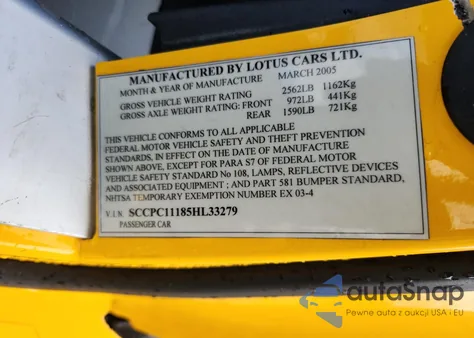 MANUFACTURED BY LOTUS CARS LTD.
MONTH & YEAR OF MANUFACTURE MARCH 2005
GROSS VEHICLE WEIGHT RATING 2562LB 1162Kg
GROSS AXLE WEIGHT RATING: FRONT 972LB 441Kg
REAR 1590LB 721Kg
THIS VEHICLE CONFORMS TO ALL APPLICABLE
FEDERAL MOTOR VEHICLE SAFETY AND THEFT PREVENTION
STANDARDS, IN EFFECT ON THE DATE OF MANUFACTURE
SHOWN ABOVE, EXCEPT FOR PARA S7 OF FEDERAL MOTOR
VEHICLE SAFETY STANDARD No 108, LAMPS, REFLECTIVE DEVICES
AND ASSOCIATED EQUIPMENT ; AND PART 581 BUMPER STANDARD,
NHTSA TEMPORARY EXEMPTION NUMBER EX 03-4
V.I.N. SCCPC11185HL33279
PASSENGER CAR
autoSnap
Pewne auta z aukcji USA i EU